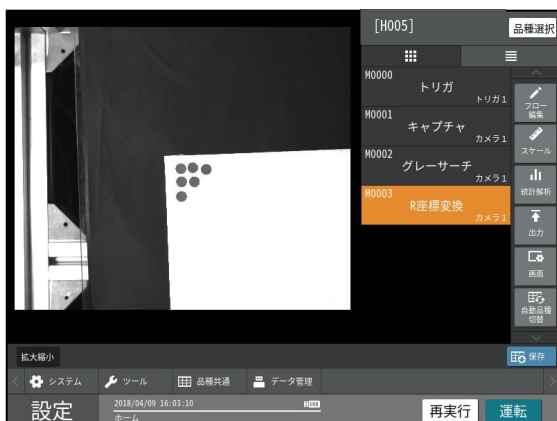 [H005]
品種選択
M0000
トリガ
トリガ1
M0001
キャプチャ
カメラ1
M0002
グレーサーチ
カメラ1
M0003
R座標変換
カメラ1
フロー
編集
スケール
統計解析
出力
画面
自動品種
切替
拡大縮小
保存
システム
ツール
品種共通
データ管理
設定
2018/04/09 16:03:10
ホーム
再実行
運転